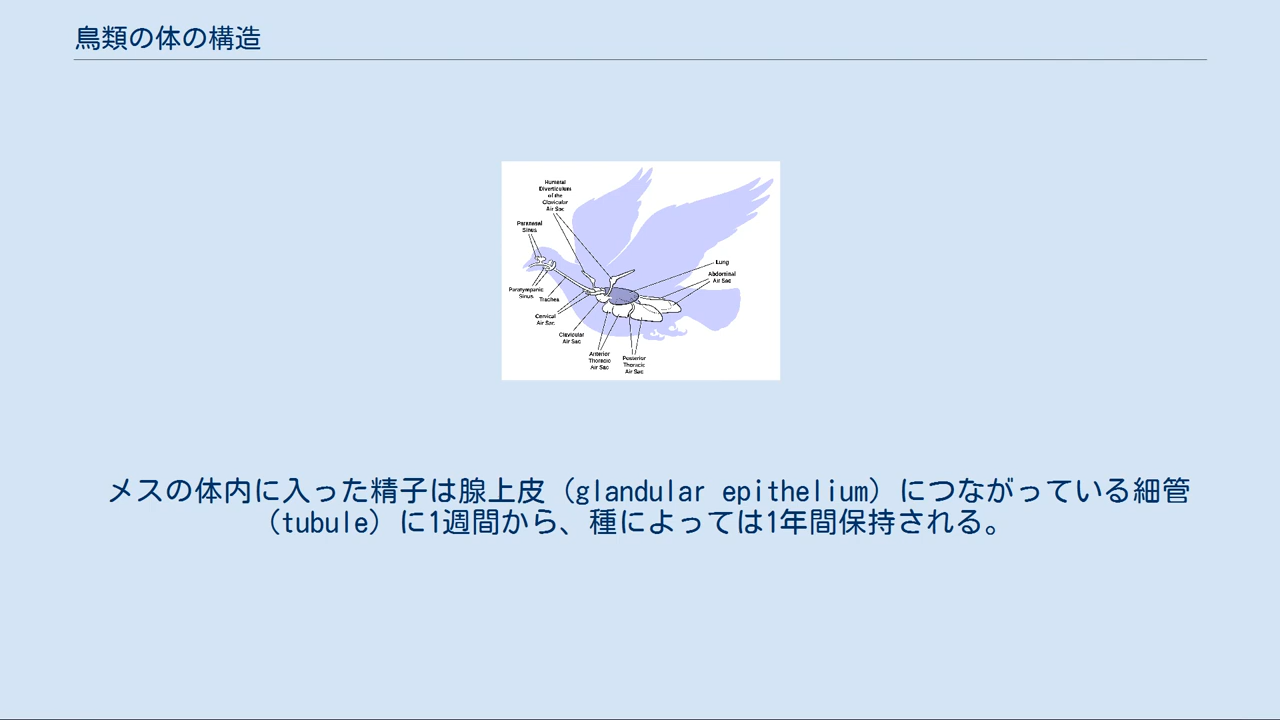 鳥類の体の構造
Humeral
Diverticulum
of the
Clavicular
Air Sac
Paranasal
Sinus
Lung
Abdominal
Air Sac
Paratympanic
Sinus
Trachea
Cervical
Air Sac
Clavicular
Air Sac
Anterior
Thoracic
Air Sac
Posterior
Thoracic
Air Sac
メスの体内に入った精子は腺上皮（glandular epithelium）につながっている細管
（tubule）に1週間から、種によっては1年間保持される。